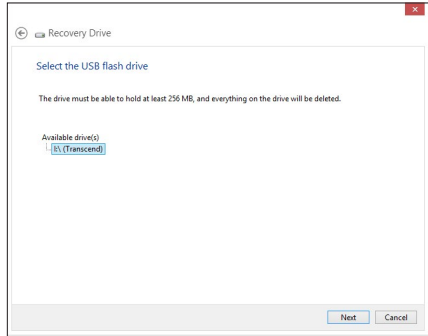 Recovery Drive
Select the USB flash drive
The drive must be able to hold at least 256 MB, and everything on the drive will be deleted.
Available drive(s)
I:\ (Transcend)
Next Cancel